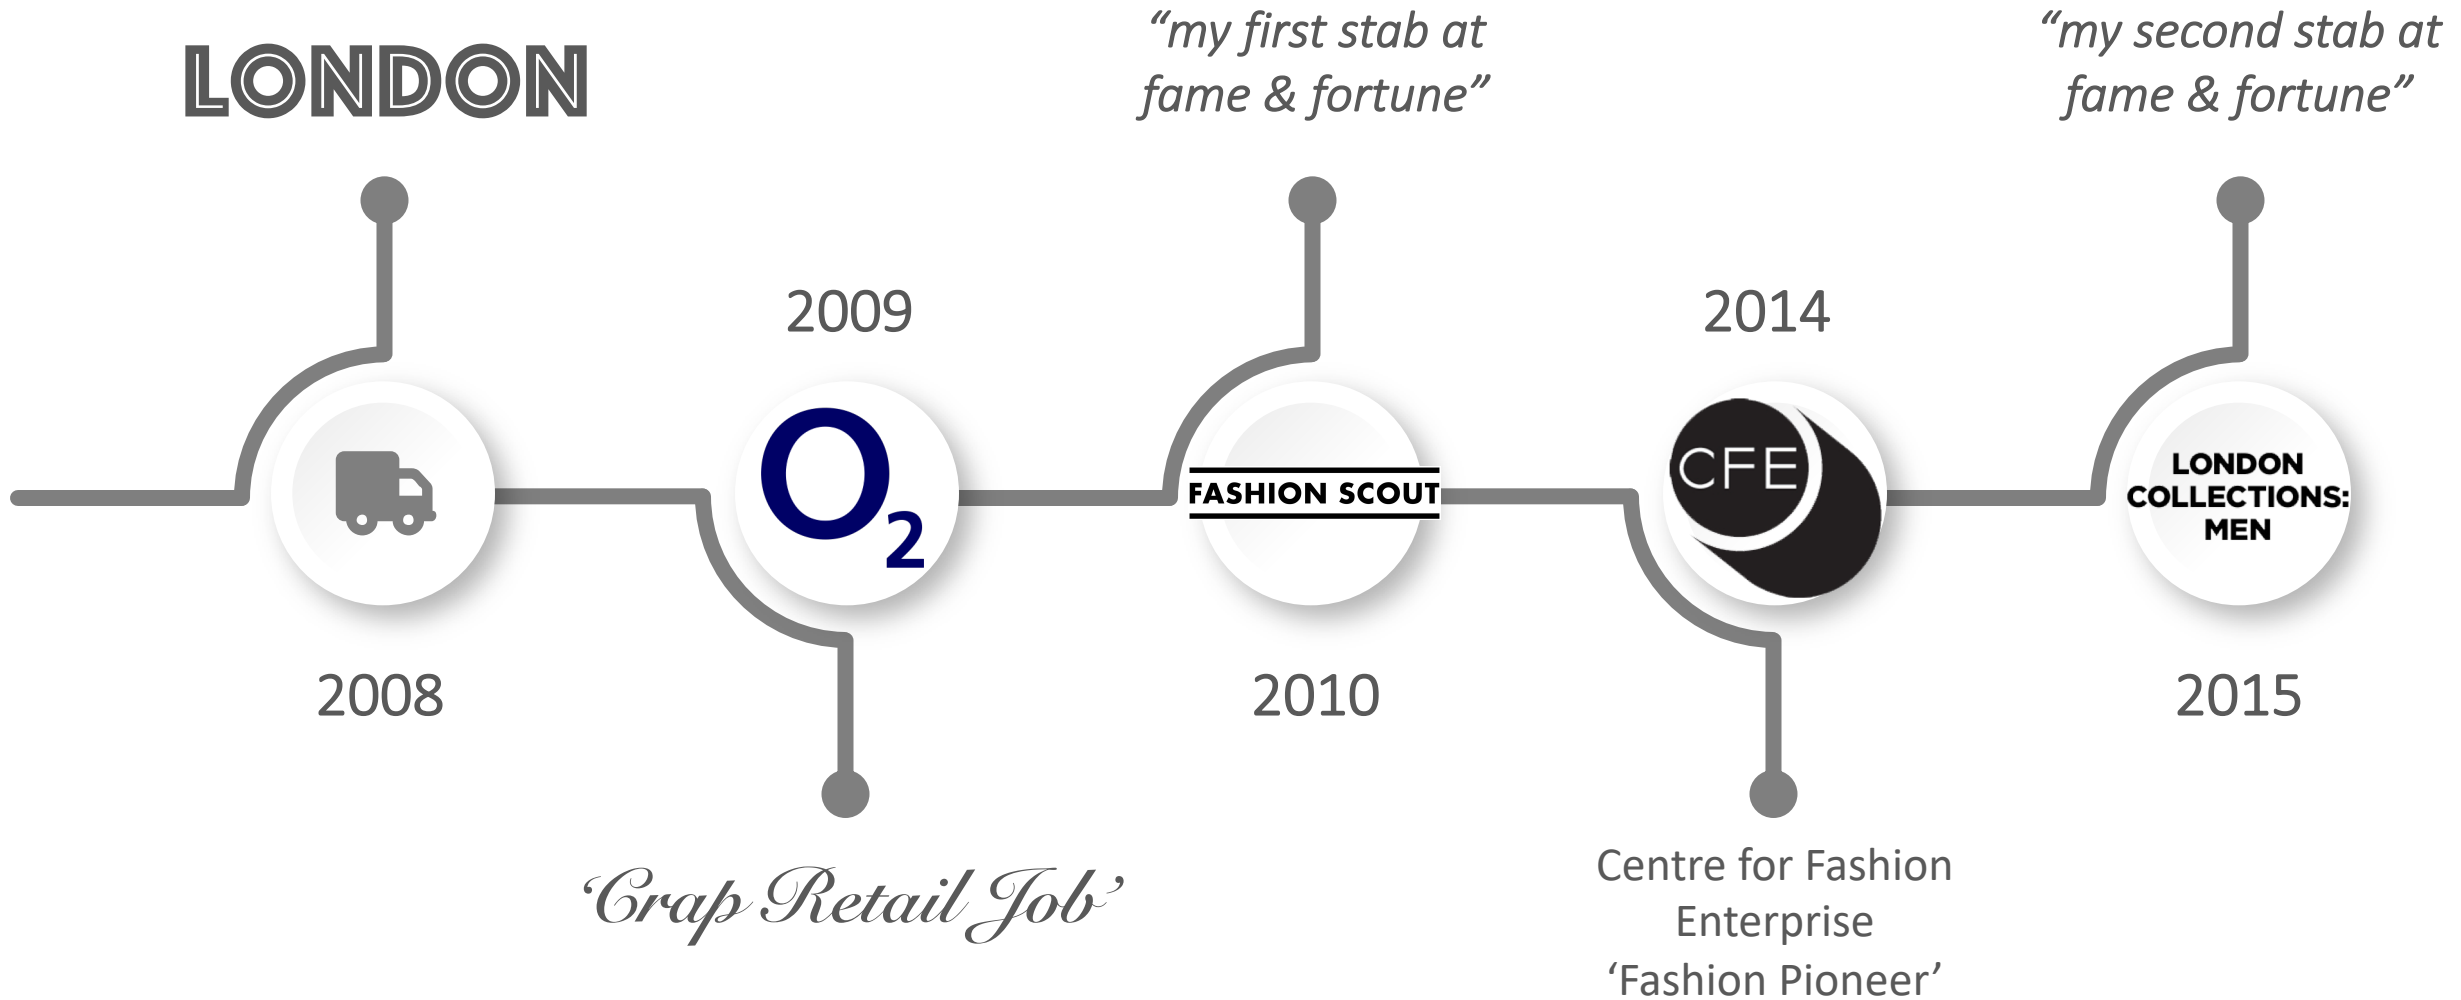 LONDON
2008
2009
O2
‘Crap Retail Job’
“my first stab at
fame & fortune”
FASHION SCOUT
2010
2014
CFE
Centre for Fashion
Enterprise
‘Fashion Pioneer’
“my second stab at
fame & fortune”
LONDON
COLLECTIONS:
MEN
2015